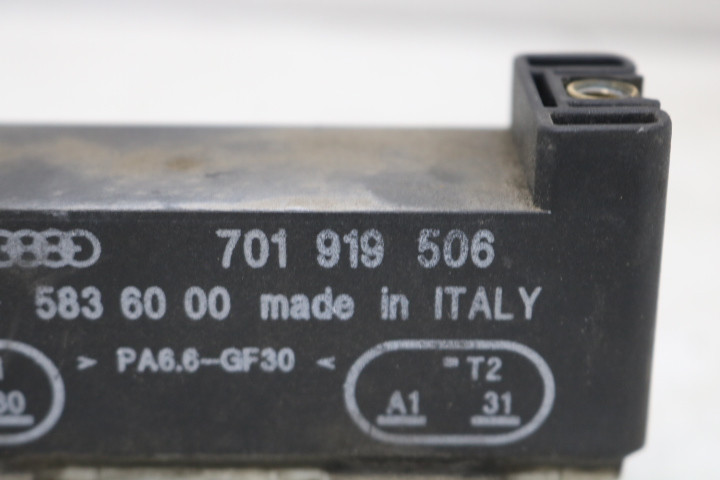 701 919 506
583 60 00 made in ITALY
> PA6.6-GF30 <
=T2
A1 31